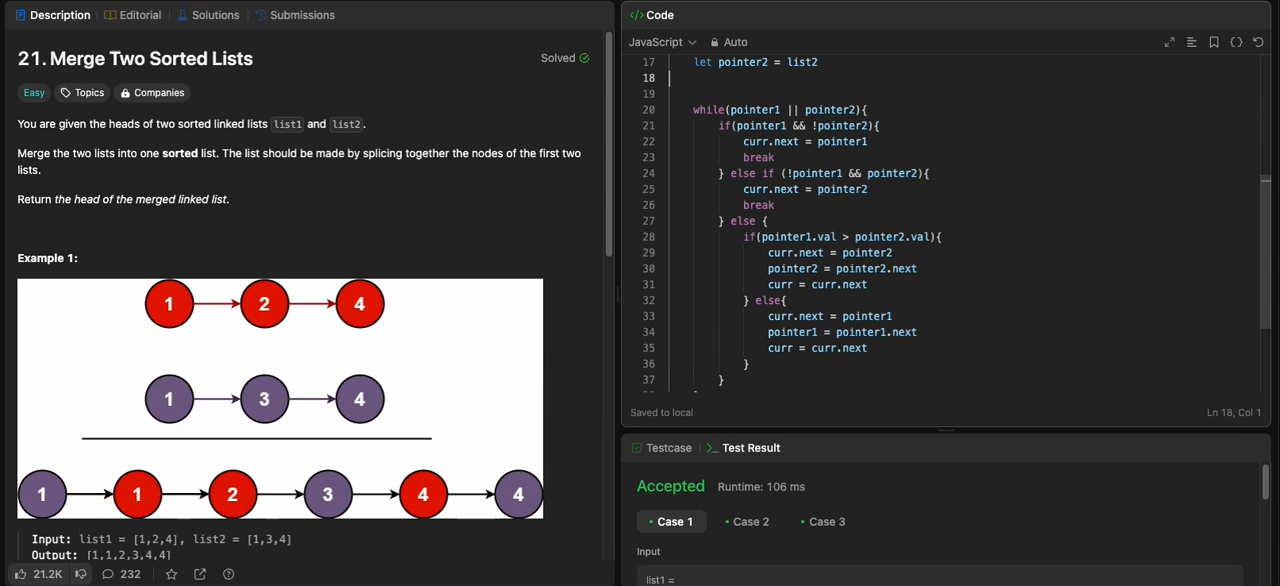 Description
Editorial
Solutions
Submissions
21. Merge Two Sorted Lists
Solved
Easy
Topics
Companies
You are given the heads of two sorted linked lists list1 and list2.
Merge the two lists into one sorted list. The list should be made by splicing together the nodes of the first two
lists.
Return the head of the merged linked list.
Example 1:
1 2 4
1 3 4
1 1 2 3 4 4
Input: list1 = [1,2,4], list2 = [1,3,4]
Output: [1,1,2,3,4,4]
21.2K
232
</> Code
JavaScript
Auto
17 let pointer2 = list2
18
19
20 while(pointer1 || pointer2){
21 if(pointer1 && !pointer2){
22 curr.next = pointer1
23 break
24 } else if (!pointer1 && pointer2){
25 curr.next = pointer2
26 break
27 } else {
28 if(pointer1.val > pointer2.val){
29 curr.next = pointer2
30 pointer2 = pointer2.next
31 curr = curr.next
32 } else{
33 curr.next = pointer1
34 pointer1 = pointer1.next
35 curr = curr.next
36 }
37 }
Saved to local
Ln 18, Col 1
Testcase
>_ Test Result
Accepted
Runtime: 106 ms
• Case 1
• Case 2
• Case 3
Input
list1 =